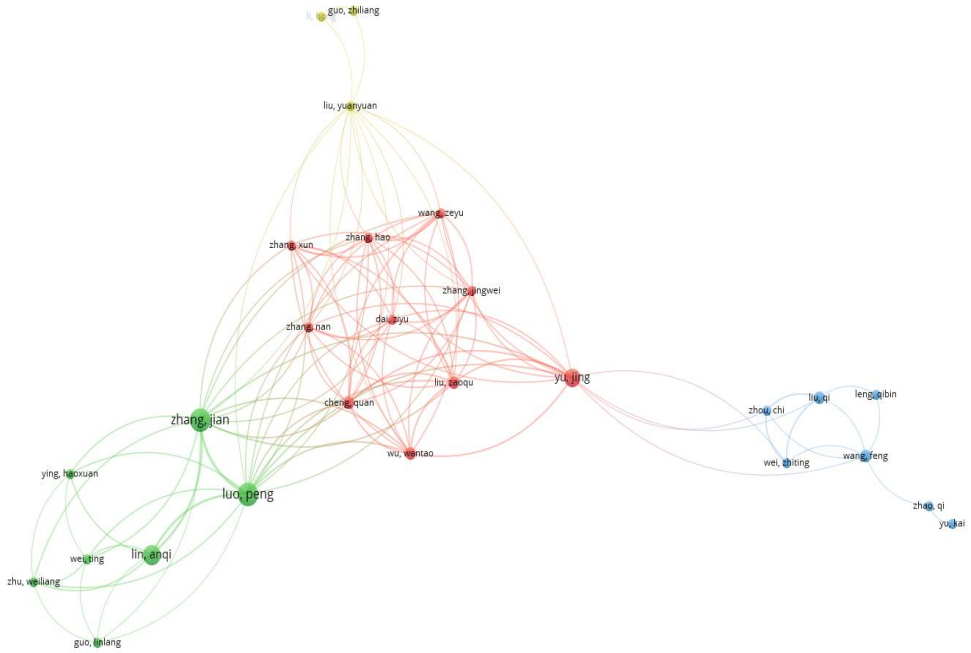 guo, zhiliang
liu, yuanyuan
wang, zeyu
zhang, hao
zhang, xun
zhang, jingwei
dai, ziyu
zhang, nan
yu, jing
liu, zaoqu
cheng, quan
zhang, jian
wu, wantao
leng, qibin
liu, qi
zhou, chi
wang, feng
wei, zhiting
ying, haoxuan
luo, peng
zhao, qi
yu, kai
lin, anqi
wei, ting
zhu, weiliang
guo, linlang